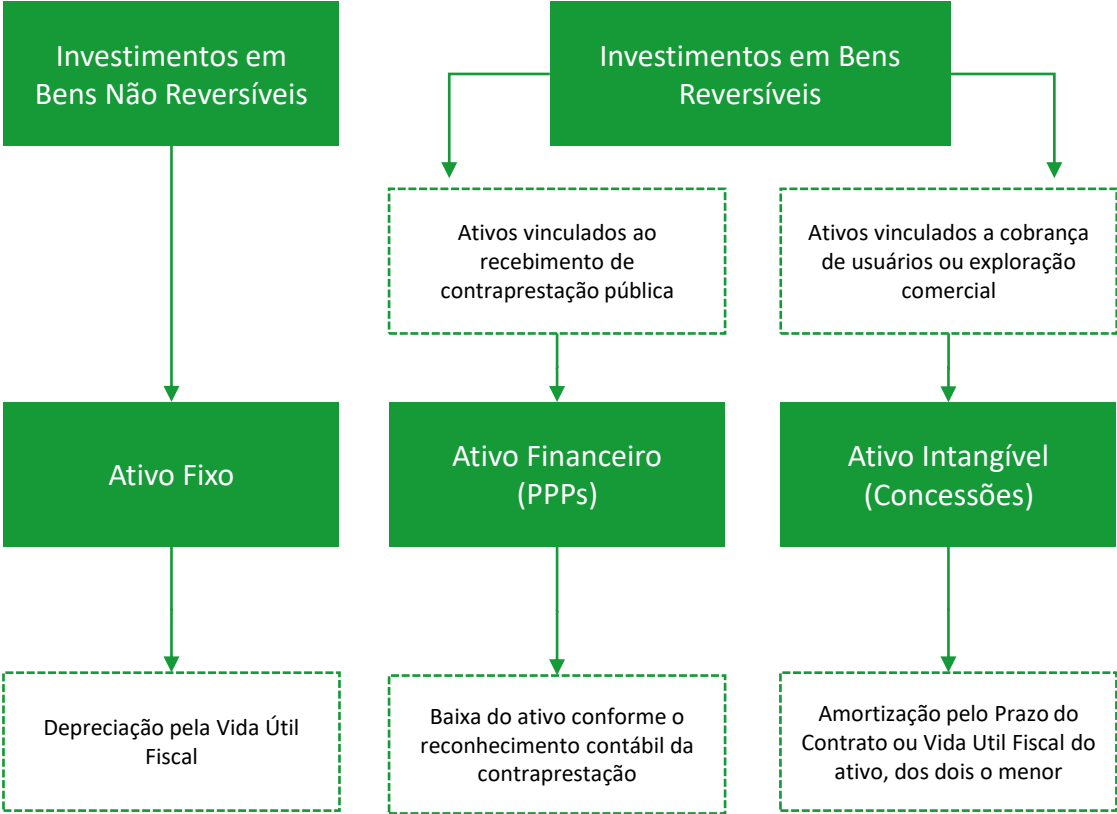 Investimentos em
Bens Não Reversíveis
Investimentos em Bens
Reversíveis
Ativos vinculados ao
recebimento de
contraprestação pública
Ativos vinculados a cobrança
de usuários ou exploração
comercial
Ativo Fixo
Ativo Financeiro
(PPPs)
Ativo Intangível
(Concessões)
Depreciação pela Vida Útil
Fiscal
Baixa do ativo conforme o
reconhecimento contábil da
contraprestação
Amortização pelo Prazo do
Contrato ou Vida Util Fiscal do
ativo, dos dois o menor